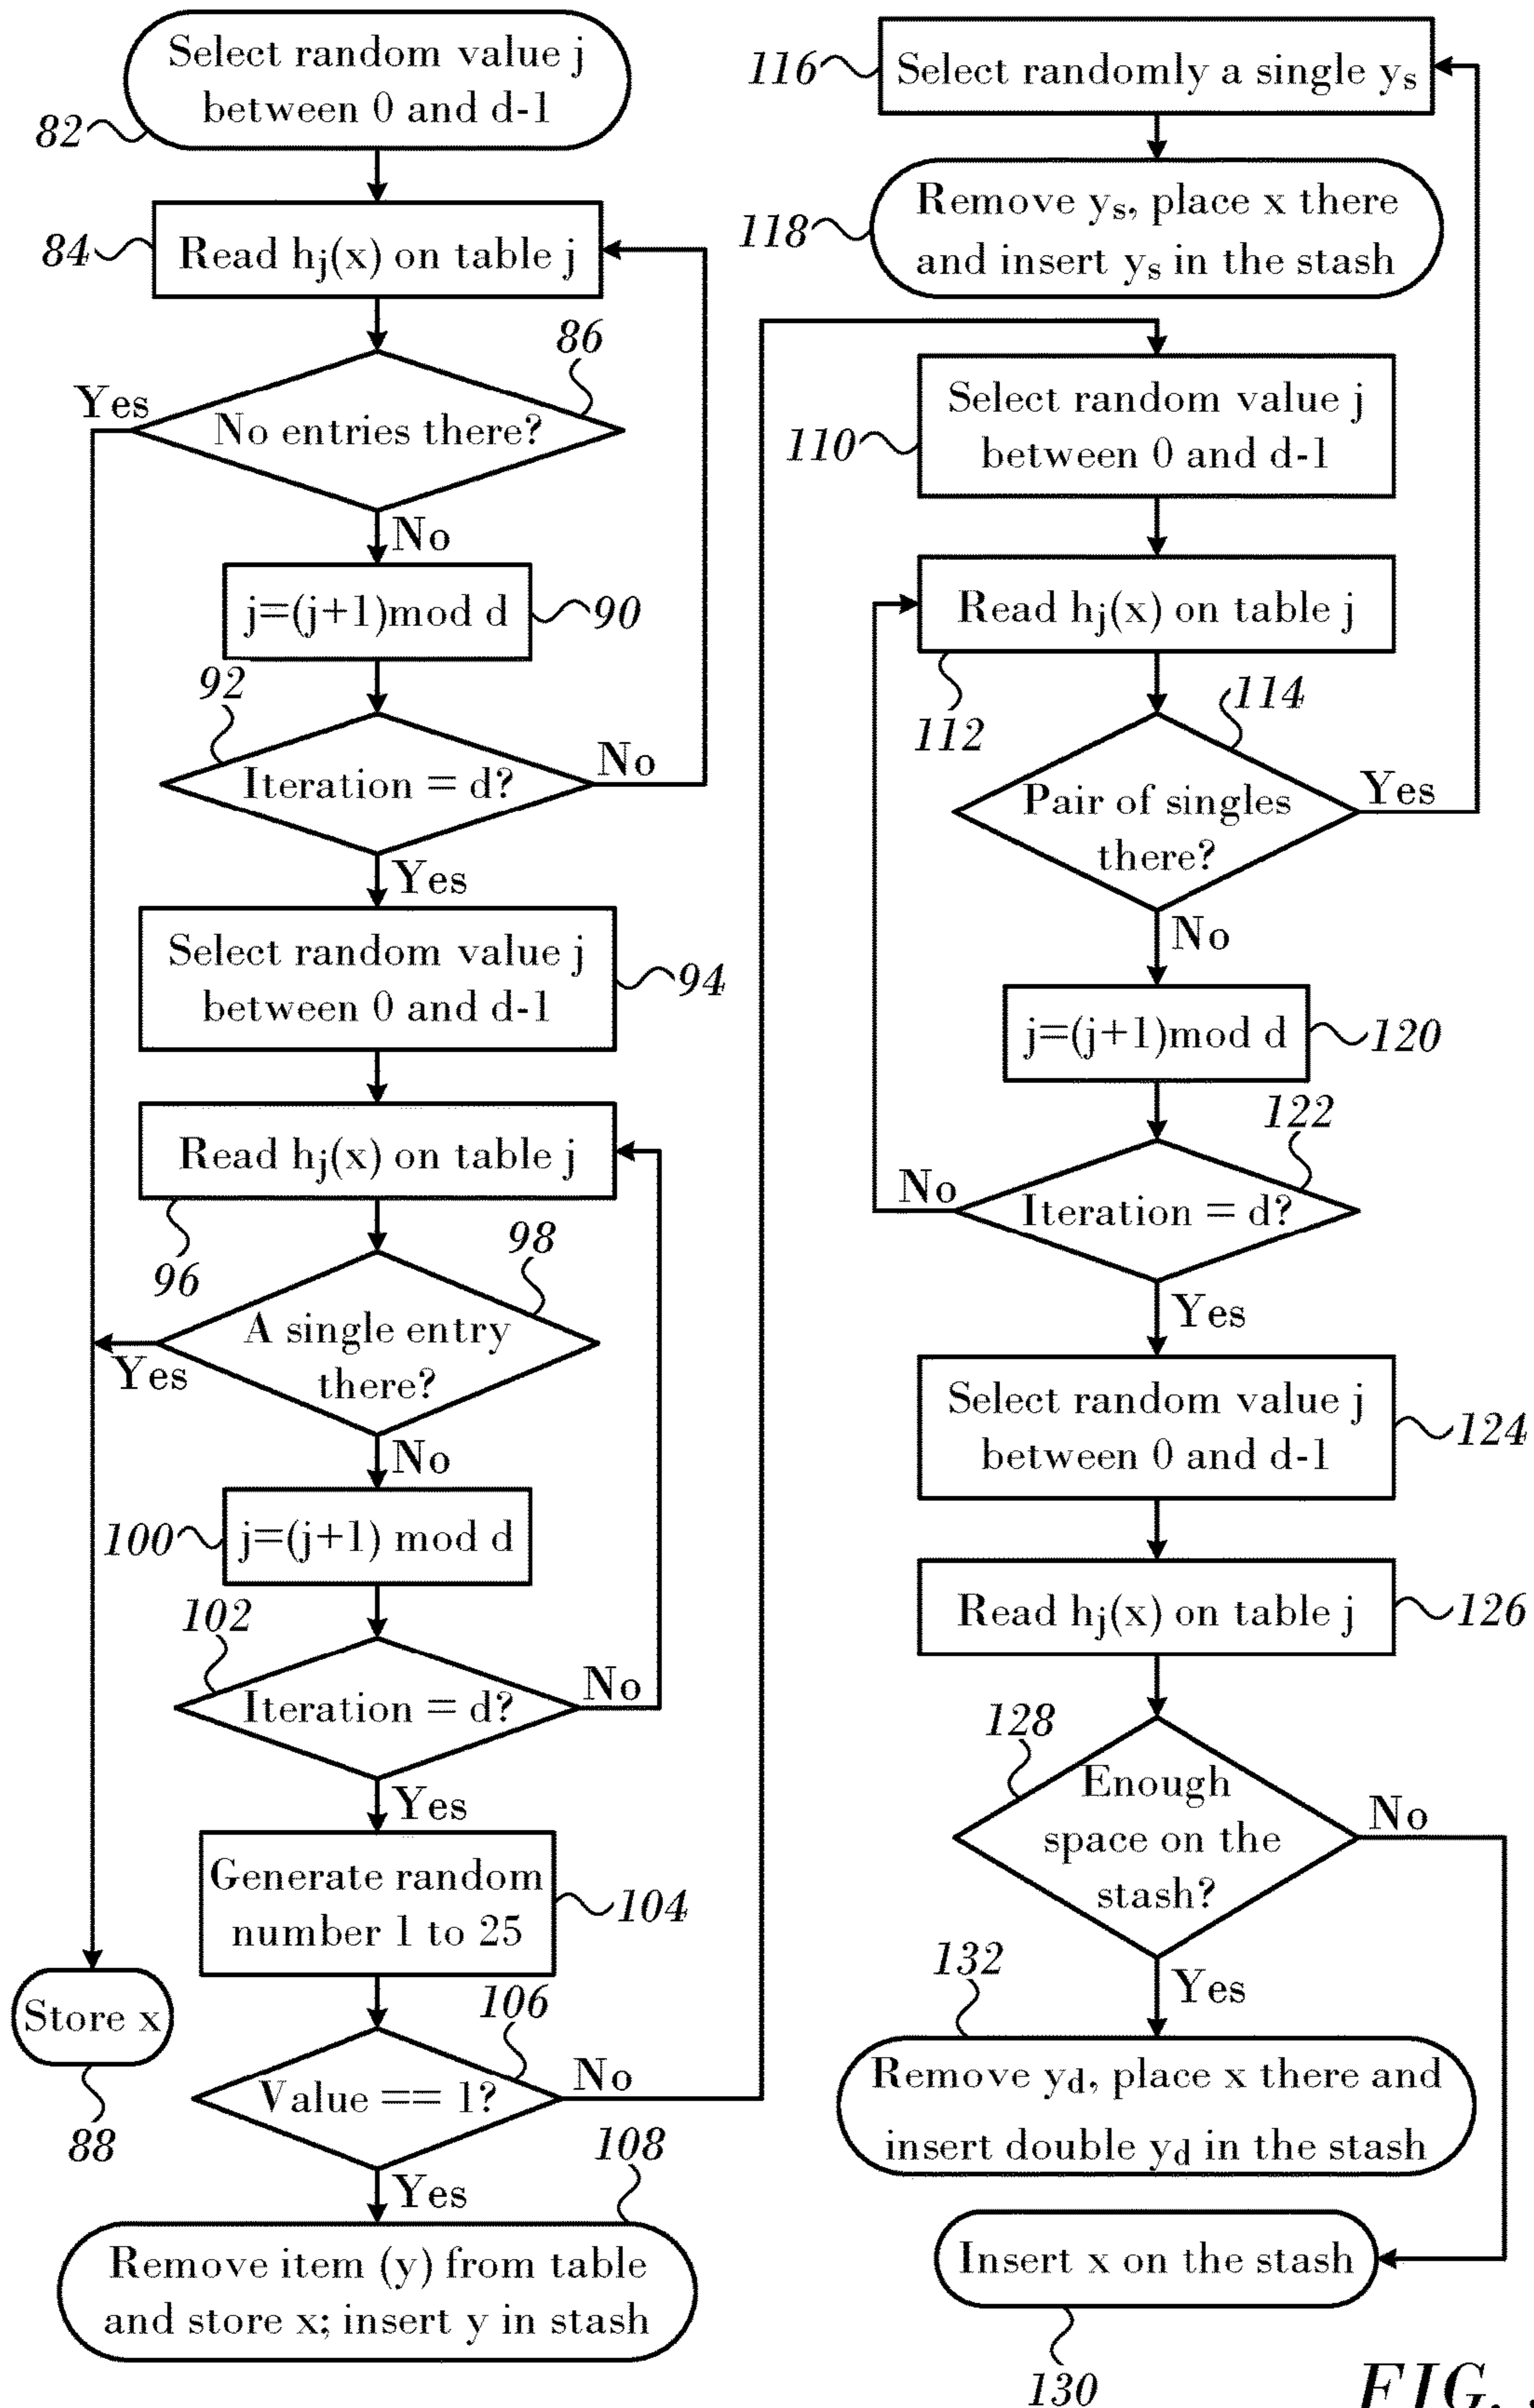 Select random value j
between 0 and d-1
82
Read hj(x) on table j
84
86
Yes
No entries there?
No
j=(j+1)mod d
90
92
Iteration = d?
No
Yes
Select random value j
between 0 and d-1
94
Read hj(x) on table j
96
98
A single entry
there?
Yes
No
j=(j+1) mod d
100
102
Iteration = d?
No
Yes
Generate random
number 1 to 25
104
106
Store x
88
Value == 1?
No
Yes
108
Remove item (y) from table
and store x; insert y in stash
116
Select randomly a single ys
118
Remove ys, place x there
and insert ys in the stash
Select random value j
between 0 and d-1
110
Read hj(x) on table j
112
114
Pair of singles
there?
Yes
No
j=(j+1)mod d
120
122
Iteration = d?
No
Yes
Select random value j
between 0 and d-1
124
Read hj(x) on table j
126
128
Enough
space on the
stash?
No
Yes
132
Remove yd, place x there and
insert double yd in the stash
Insert x on the stash
130
FIG.